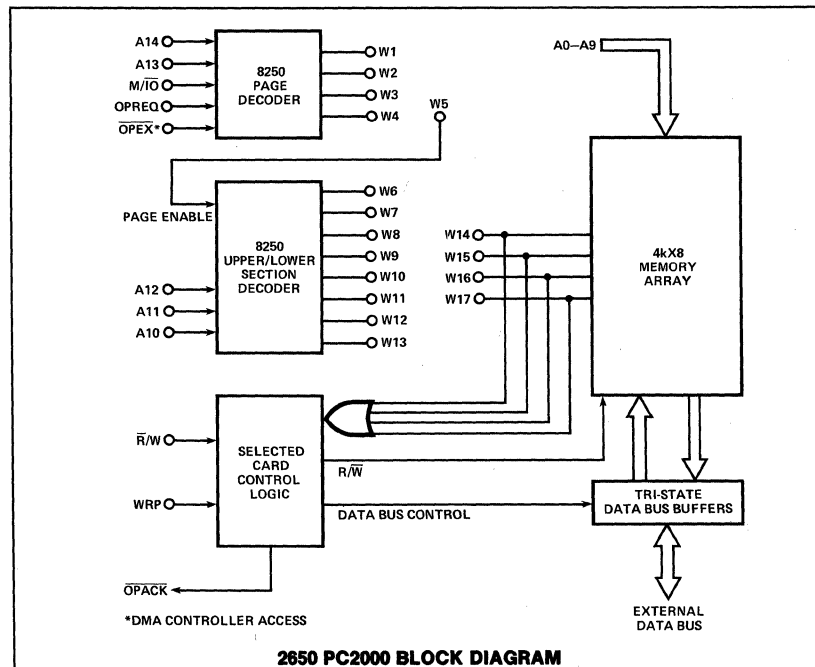 A14
A13
M/I̅O̅
OPREQ
O̅P̅E̅X̅*
8250
PAGE
DECODER
W1
W2
W3
W4
W5
A0–A9
PAGE ENABLE
8250
UPPER/LOWER
SECTION
DECODER
A12
A11
A10
W6
W7
W8
W9
W10
W11
W12
W13
W14
W15
W16
W17
4kX8
MEMORY
ARRAY
R̅/W
WRP
SELECTED
CARD
CONTROL
LOGIC
R/W̅
DATA BUS CONTROL
TRI-STATE
DATA BUS BUFFERS
O̅P̅A̅C̅K̅
*DMA CONTROLLER ACCESS
EXTERNAL
DATA BUS
2650 PC2000 BLOCK DIAGRAM